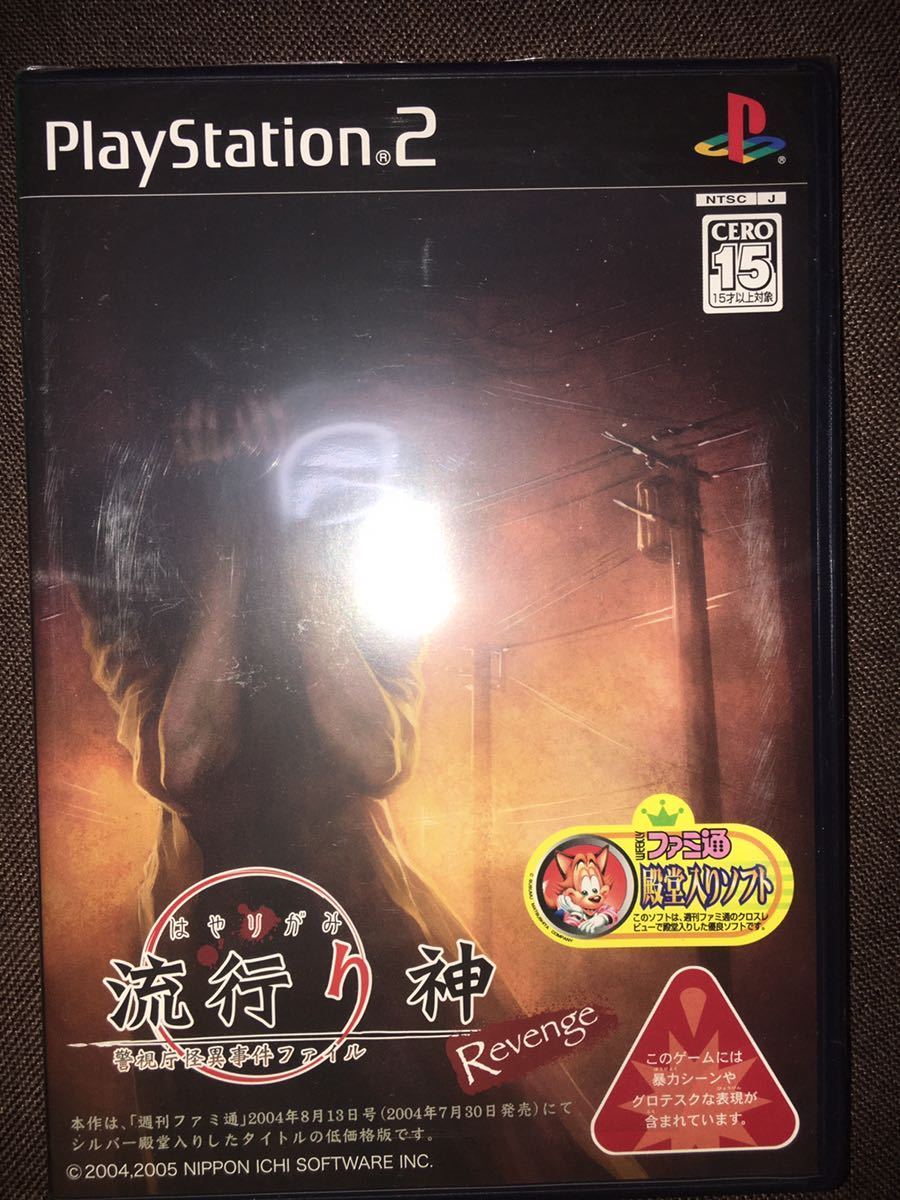 PlayStation®2
NTSC J
CERO
15
15才以上対象
ファミ通
殿堂入りソフト
このソフトは、週刊ファミ通のクロスレ
ビューで殿堂入りした優良ソフトです。
はやりがみ
流行り神
警視庁怪異事件ファイル
Revenge
このゲームには
暴力シーンや
グロテスクな表現が
含まれています。
本作は、「週刊ファミ通」2004年8月13日号(2004年7月30日発売)にて
シルバー殿堂入りしたタイトルの低価格版です。
©2004,2005 NIPPON ICHI SOFTWARE INC.